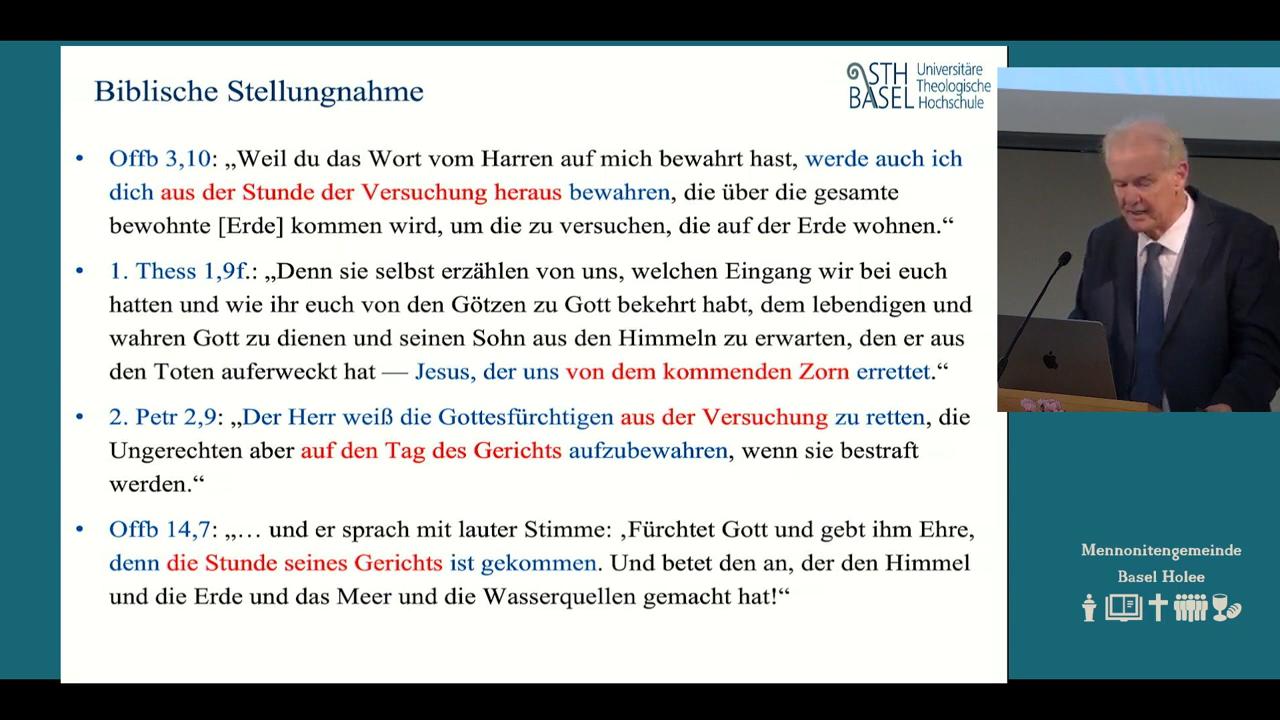 Biblische Stellungnahme
STH
BASEL
Universitäre
Theologische
Hochschule
• Offb 3,10: „Weil du das Wort vom Harren auf mich bewahrt hast, werde auch ich
dich aus der Stunde der Versuchung heraus bewahren, die über die gesamte
bewohnte [Erde] kommen wird, um die zu versuchen, die auf der Erde wohnen.“
• 1. Thess 1,9f.: „Denn sie selbst erzählen von uns, welchen Eingang wir bei euch
hatten und wie ihr euch von den Götzen zu Gott bekehrt habt, dem lebendigen und
wahren Gott zu dienen und seinen Sohn aus den Himmeln zu erwarten, den er aus
den Toten auferweckt hat — Jesus, der uns von dem kommenden Zorn errettet.“
• 2. Petr 2,9: „Der Herr weiß die Gottesfürchtigen aus der Versuchung zu retten, die
Ungerechten aber auf den Tag des Gerichts aufzubewahren, wenn sie bestraft
werden.“
• Offb 14,7: „… und er sprach mit lauter Stimme: ‚Fürchtet Gott und gebt ihm Ehre,
denn die Stunde seines Gerichts ist gekommen. Und betet den an, der den Himmel
und die Erde und das Meer und die Wasserquellen gemacht hat!“
Mennonitengemeinde
Basel Holee